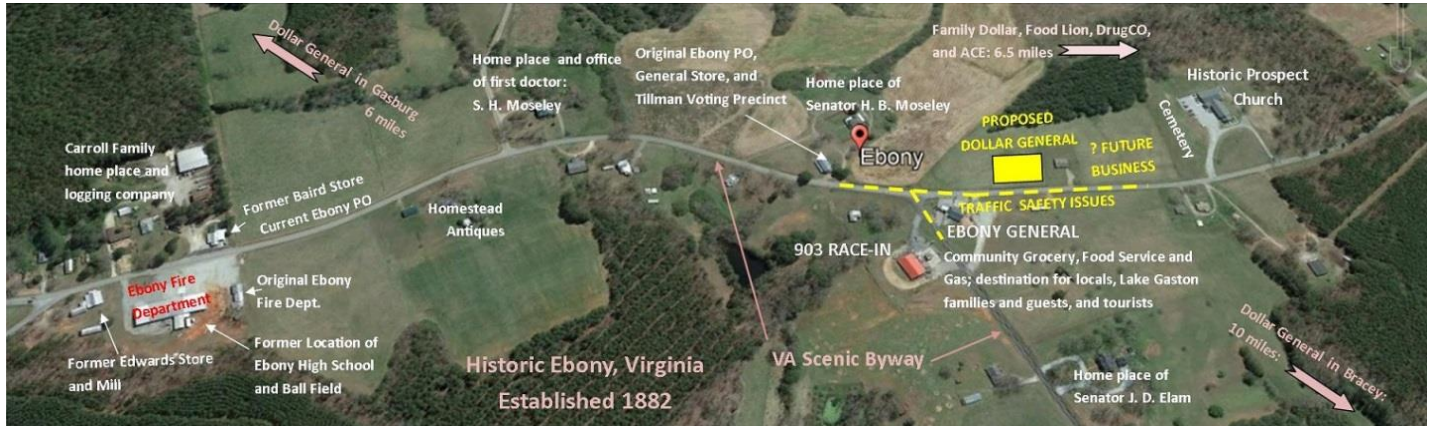 Dollar General in Gasburg
6 miles
Carroll Family
home place and
logging company
Former Baird Store
Current Ebony PO
Ebony Fire
Department
Original Ebony
Fire Dept.
Former Edwards Store
and Mill
Former Location of
Ebony High School
and Ball Field
Home place and office
of first doctor:
S. H. Moseley
Homestead
Antiques
Historic Ebony, Virginia
Established 1882
Original Ebony PO,
General Store, and
Tillman Voting Precinct
Home place of
Senator H. B. Moseley
Ebony
VA Scenic Byway
903 RACE-IN
Family Dollar, Food Lion, DrugCO,
and ACE: 6.5 miles
PROPOSED
DOLLAR GENERAL
? FUTURE
BUSINESS
TRAFFIC SAFETY ISSUES
EBONY GENERAL
Community Grocery, Food Service and
Gas; destination for locals, Lake Gaston
families and guests, and tourists
Historic Prospect
Church
Cemetery
Home place of
Senator J. D. Elam
Dollar General in Bracey:
10 miles: